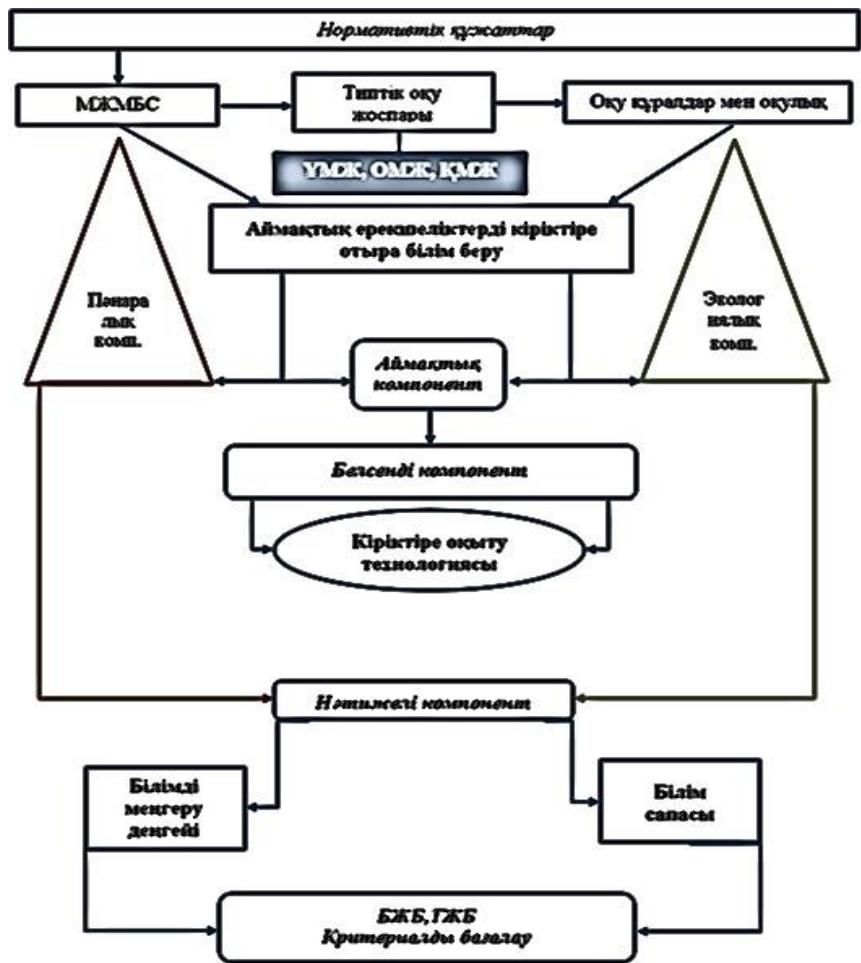 Нормативтік құжаттар
МЖМБС
Типтік оқу
жоспары
Оқу құралдар мен оқулық
ҰМЖ, ОМЖ, ҚМЖ
Аймақтық ерекшеліктерді кіріктіре
отыра білім беру
Пәнара
лық
комп.
Эколог
иялық
комп.
Аймақтық
компонент
Белсенді компонент
Кіріктіре оқыту
технологиясы
Нәтижелі компонент
Білімді
меңгеру
деңгейі
Білім
сапасы
БЖБ,ТЖБ
Критериалды бағалау